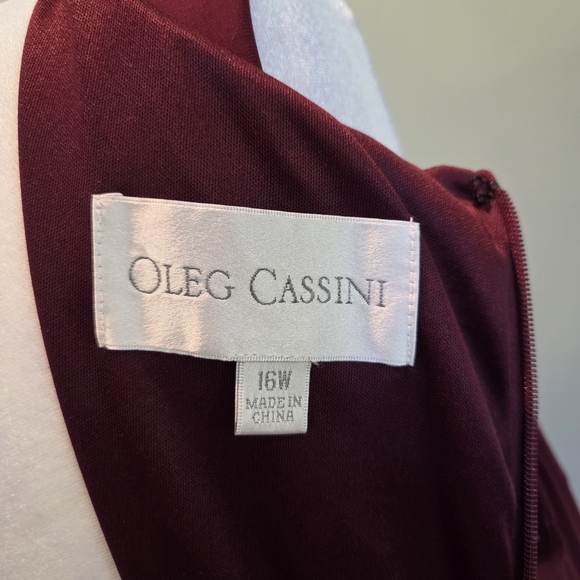 OLEG CASSINI
16W
MADE IN
CHINA